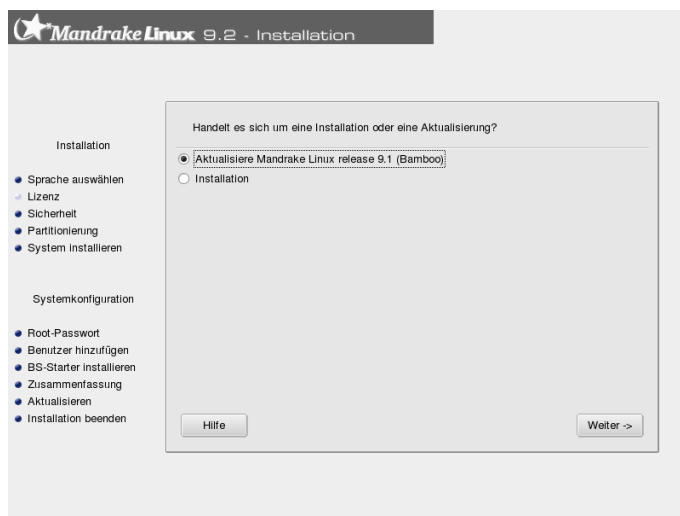 MandrakeLinux 9.2 - Installation
Handelt es sich um eine Installation oder eine Aktualisierung?
Aktualisiere Mandrake Linux release 9.1 (Bamboo)
Installation
Installation
Sprache auswählen
Lizenz
Sicherheit
Partitionierung
System installieren
Systemkonfiguration
Root-Passwort
Benutzer hinzufügen
BS-Starter installieren
Zusammenfassung
Aktualisieren
Installation beenden
Hilfe
Weiter ->